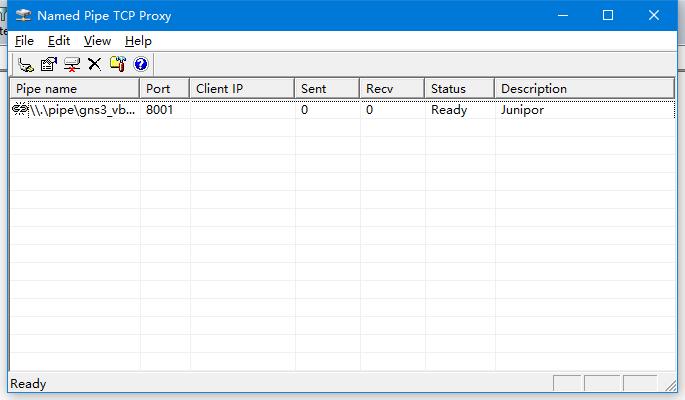 Named Pipe TCP Proxy
File Edit View Help
Pipe name Port Client IP Sent Recv Status Description
\\.\pipe\gns3_vb... 8001 0 0 Ready Junipor
Ready